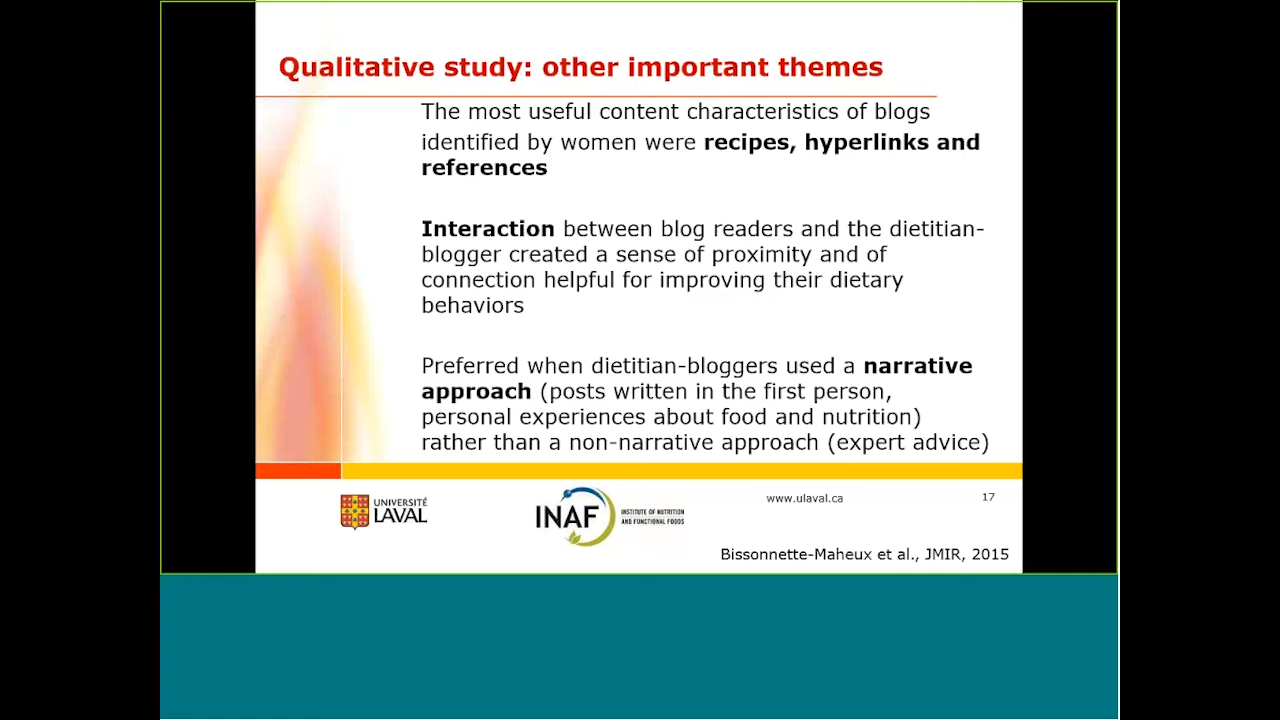 Qualitative study: other important themes
The most useful content characteristics of blogs
identified by women were recipes, hyperlinks and
references
Interaction between blog readers and the dietitian-
blogger created a sense of proximity and of
connection helpful for improving their dietary
behaviors
Preferred when dietitian-bloggers used a narrative
approach (posts written in the first person,
personal experiences about food and nutrition)
rather than a non-narrative approach (expert advice)
UNIVERSITÉ
LAVAL
INAF
INSTITUTE OF NUTRITION
AND FUNCTIONAL FOODS
www.ulaval.ca
17
Bissonnette-Maheux et al., JMIR, 2015